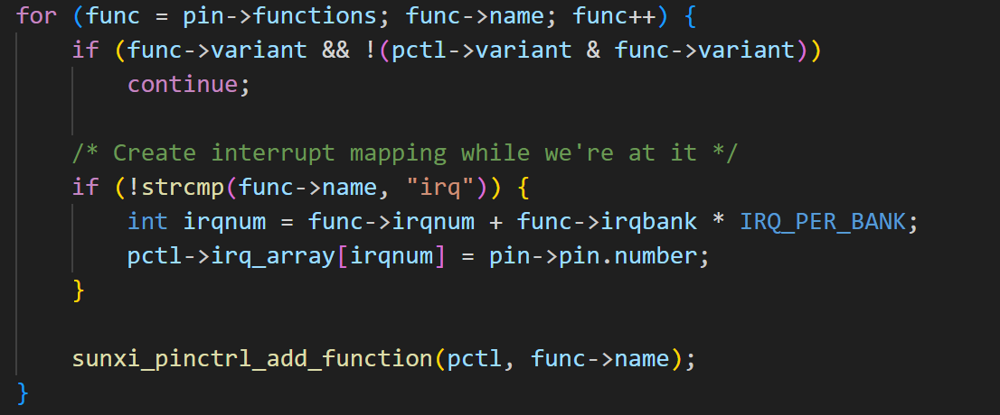 for (func = pin->functions; func->name; func++) {
    if (func->variant && !(pctl->variant & func->variant))
        continue;

    /* Create interrupt mapping while we're at it */
    if (!strcmp(func->name, "irq")) {
        int irqnum = func->irqnum + func->irqbank * IRQ_PER_BANK;
        pctl->irq_array[irqnum] = pin->pin.number;
    }

    sunxi_pinctrl_add_function(pctl, func->name);
}